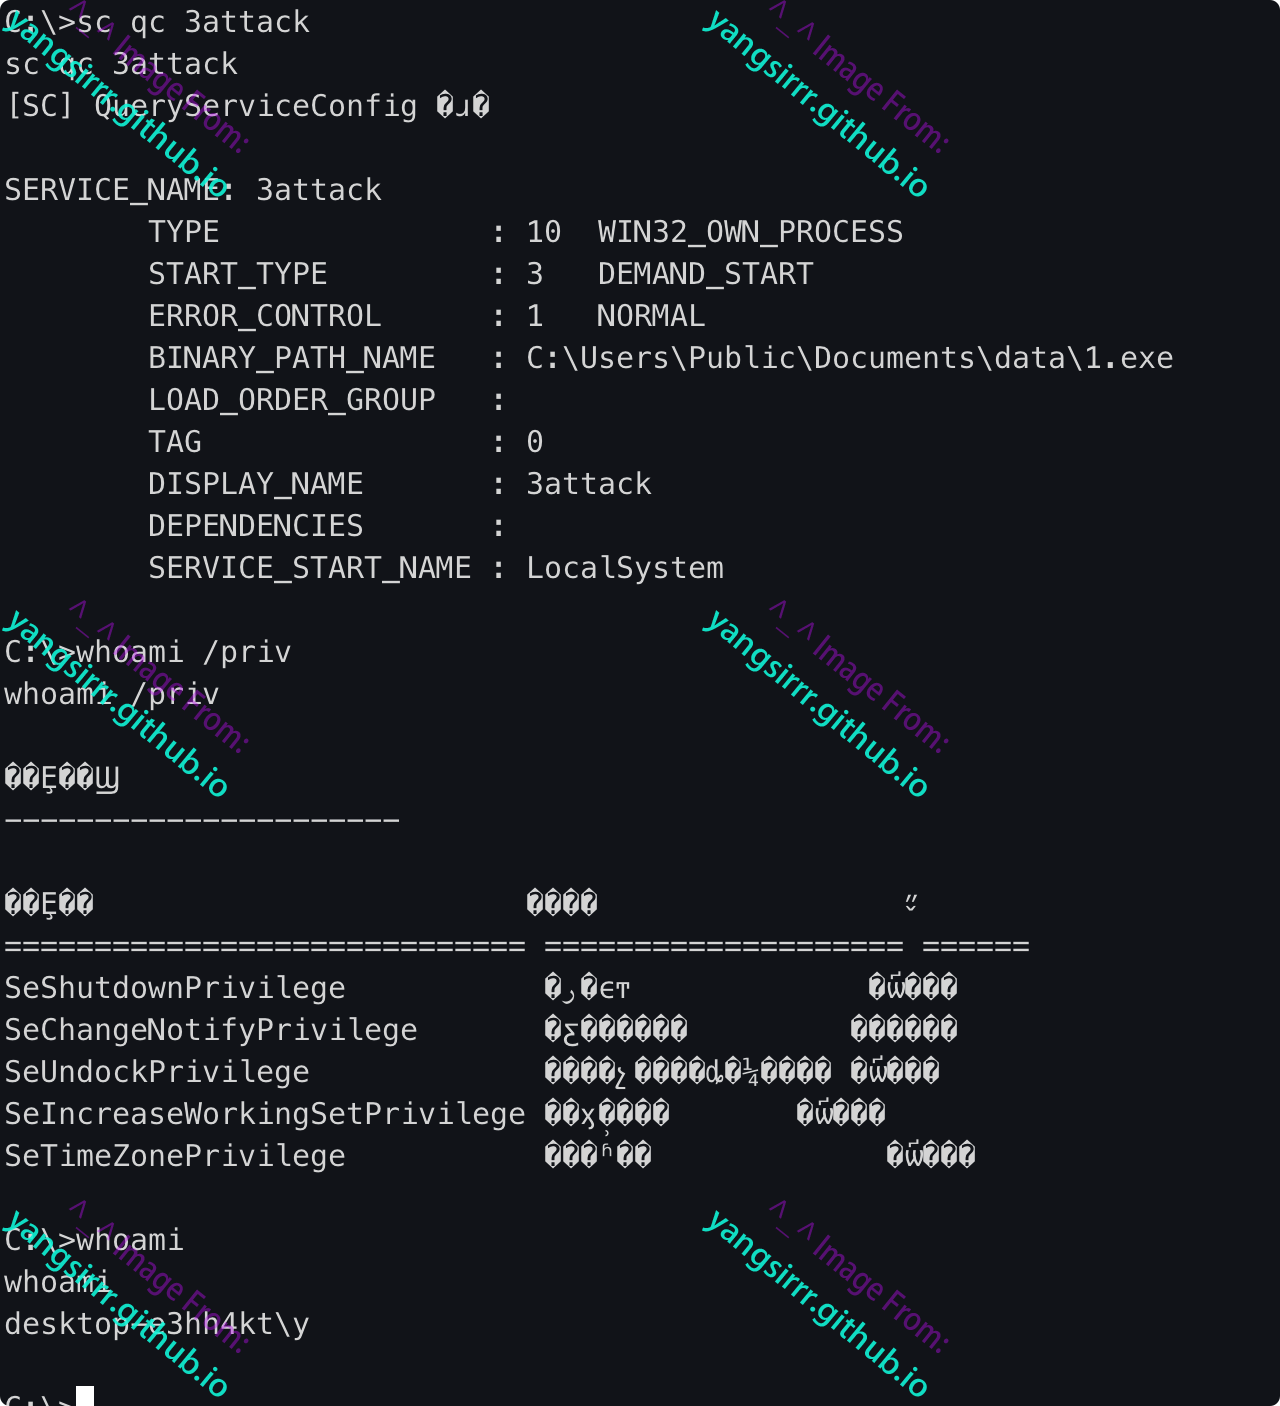 C:\>sc qc 3attack
sc qc 3attack
[SC] QueryServiceConfig
SERVICE_NAME: 3attack
TYPE : 10 WIN32_OWN_PROCESS
START_TYPE : 3 DEMAND_START
ERROR_CONTROL : 1 NORMAL
BINARY_PATH_NAME : C:\Users\Public\Documents\data\1.exe
LOAD_ORDER_GROUP :
TAG : 0
DISPLAY_NAME : 3attack
DEPENDENCIES :
SERVICE_START_NAME : LocalSystem
C:\>whoami /priv
whoami /priv
----------------------
============================= ==================== ======
SeShutdownPrivilege
SeChangeNotifyPrivilege
SeUndockPrivilege
SeIncreaseWorkingSetPrivilege
SeTimeZonePrivilege
C:\>whoami
whoami
desktop-e3hh4kt\y
C:\>
^_^ Image From:
yangsirrr.github.io
^_^ Image From:
yangsirrr.github.io
^_^ Image From:
yangsirrr.github.io
^_^ Image From:
yangsirrr.github.io
^_^ Image From:
yangsirrr.github.io
^_^ Image From:
yangsirrr.github.io